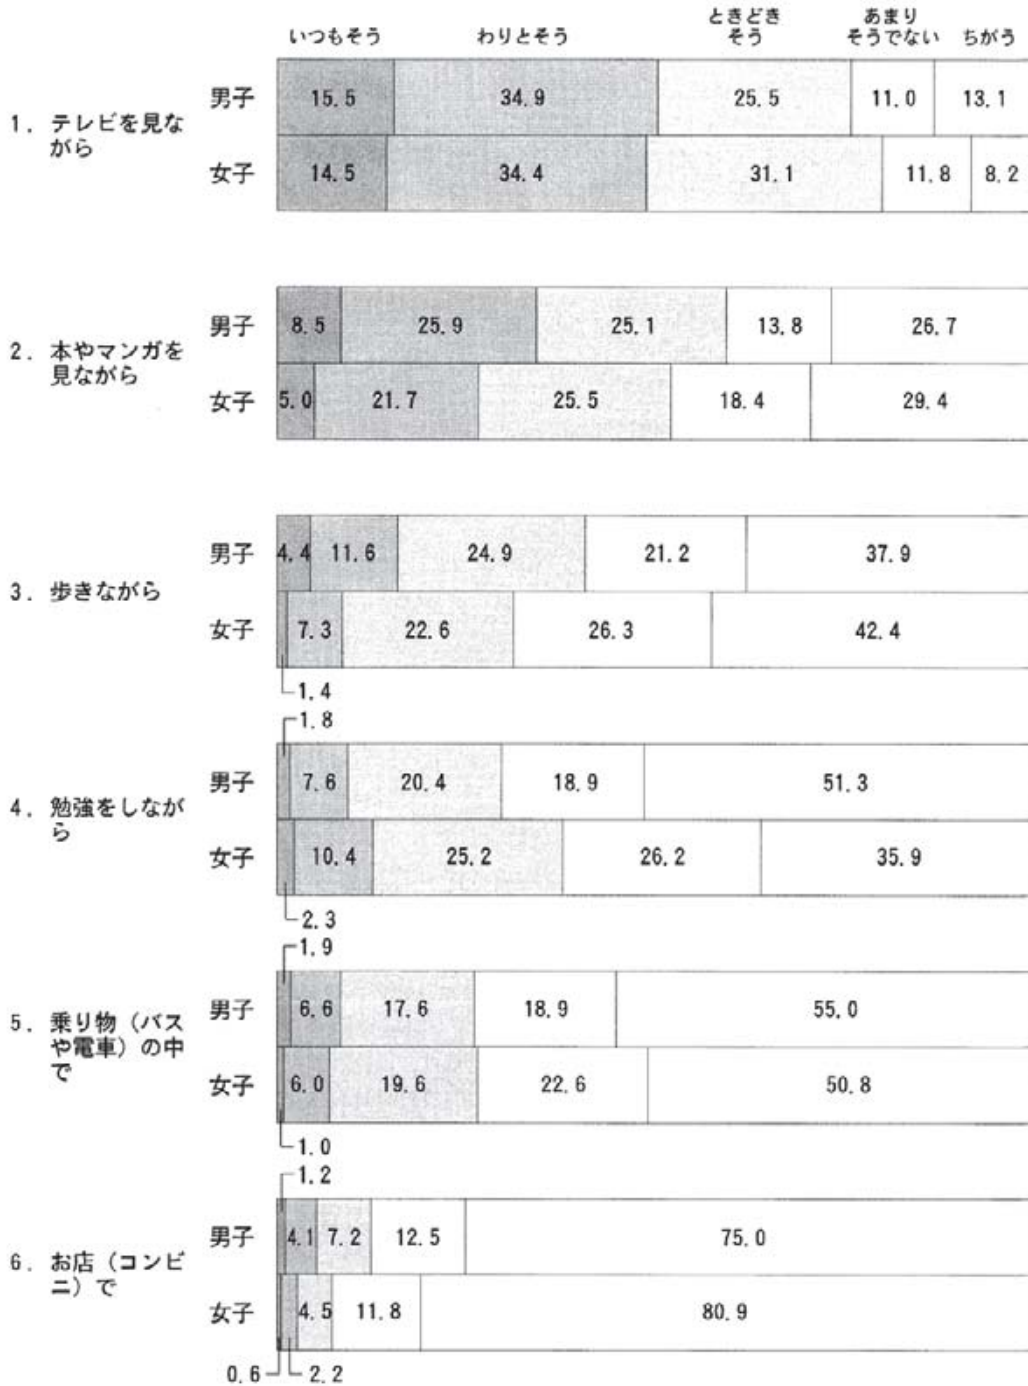 いつもそう わりとそう ときどき そう あまり そうでない ちがう
1. テレビを見な
がら
男子 15.5 34.9 25.5 11.0 13.1
女子 14.5 34.4 31.1 11.8 8.2
2. 本やマンガを
見ながら
男子 8.5 25.9 25.1 13.8 26.7
女子 5.0 21.7 25.5 18.4 29.4
3. 歩きながら
男子 4.4 11.6 24.9 21.2 37.9
女子 7.3 22.6 26.3 42.4
1.4
1.8
4. 勉強をしなが
ら
男子 7.6 20.4 18.9 51.3
女子 10.4 25.2 26.2 35.9
2.3
1.9
5. 乗り物（バス
や電車）の中
で
男子 6.6 17.6 18.9 55.0
女子 6.0 19.6 22.6 50.8
1.0
1.2
6. お店（コンビ
ニ）で
男子 4.1 7.2 12.5 75.0
女子 4.5 11.8 80.9
0.6 2.2